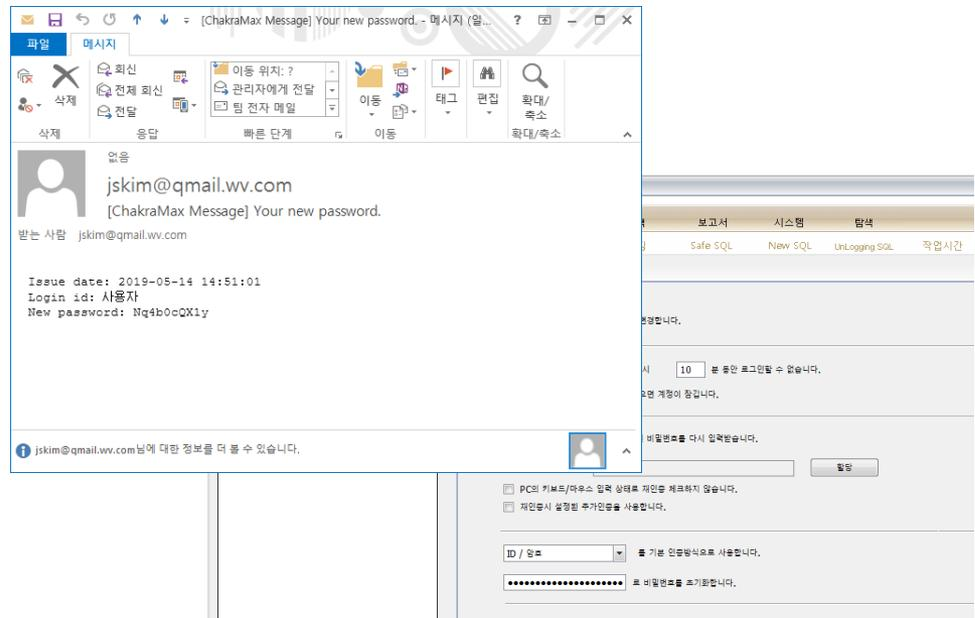 [ChakraMax Message] Your new password. - 메시지 (일...
파일
메시지
삭제
회신
전체 회신
전달
이동 위치: ?
관리자에게 전달
팀 전자 메일
이동
태그
편집
확대/
축소
삭제
응답
빠른 단계
이동
확대/축소
없음
jskim@qmail.wv.com
[ChakraMax Message] Your new password.
받는 사람 jskim@qmail.wv.com
Issue date: 2019-05-14 14:51:01
Login id: 사용자
New password: Nq4b0cQXly
jskim@qmail.wv.com님에 대한 정보를 더 볼 수 있습니다.
보고서
시스템
탐색
Safe SQL
New SQL
UnLogging SQL
작업시간
변경합니다.
시 10 분 동안 로그인할 수 없습니다.
으면 계정이 잠깁니다.
비밀번호를 다시 입력받습니다.
할당
PC의 키보드/마우스 입력 상태로 재인증 체크하지 않습니다.
재인증시 설정된 추가인증을 사용합니다.
ID / 암호 를 기본 인증방식으로 사용합니다.
로 비밀번호를 초기화합니다.